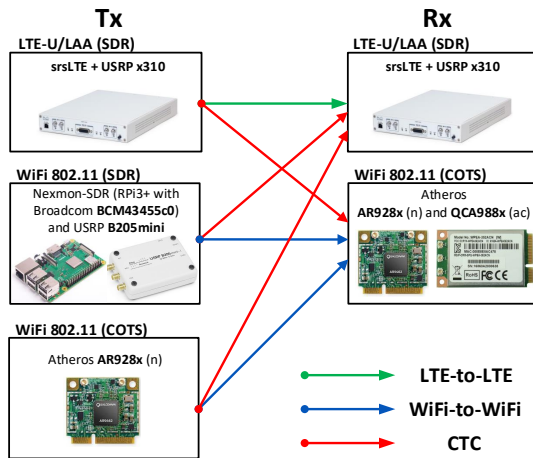 Tx
Rx
LTE-U/LAA (SDR)
srsLTE + USRP x310
LTE-U/LAA (SDR)
srsLTE + USRP x310
WiFi 802.11 (SDR)
Nexmon-SDR (RPi3+ with
Broadcom BCM43455c0)
and USRP B205mini
WiFi 802.11 (COTS)
Atheros
AR928x (n) and QCA988x (ac)
WiFi 802.11 (COTS)
Atheros AR928x (n)
LTE-to-LTE
WiFi-to-WiFi
CTC